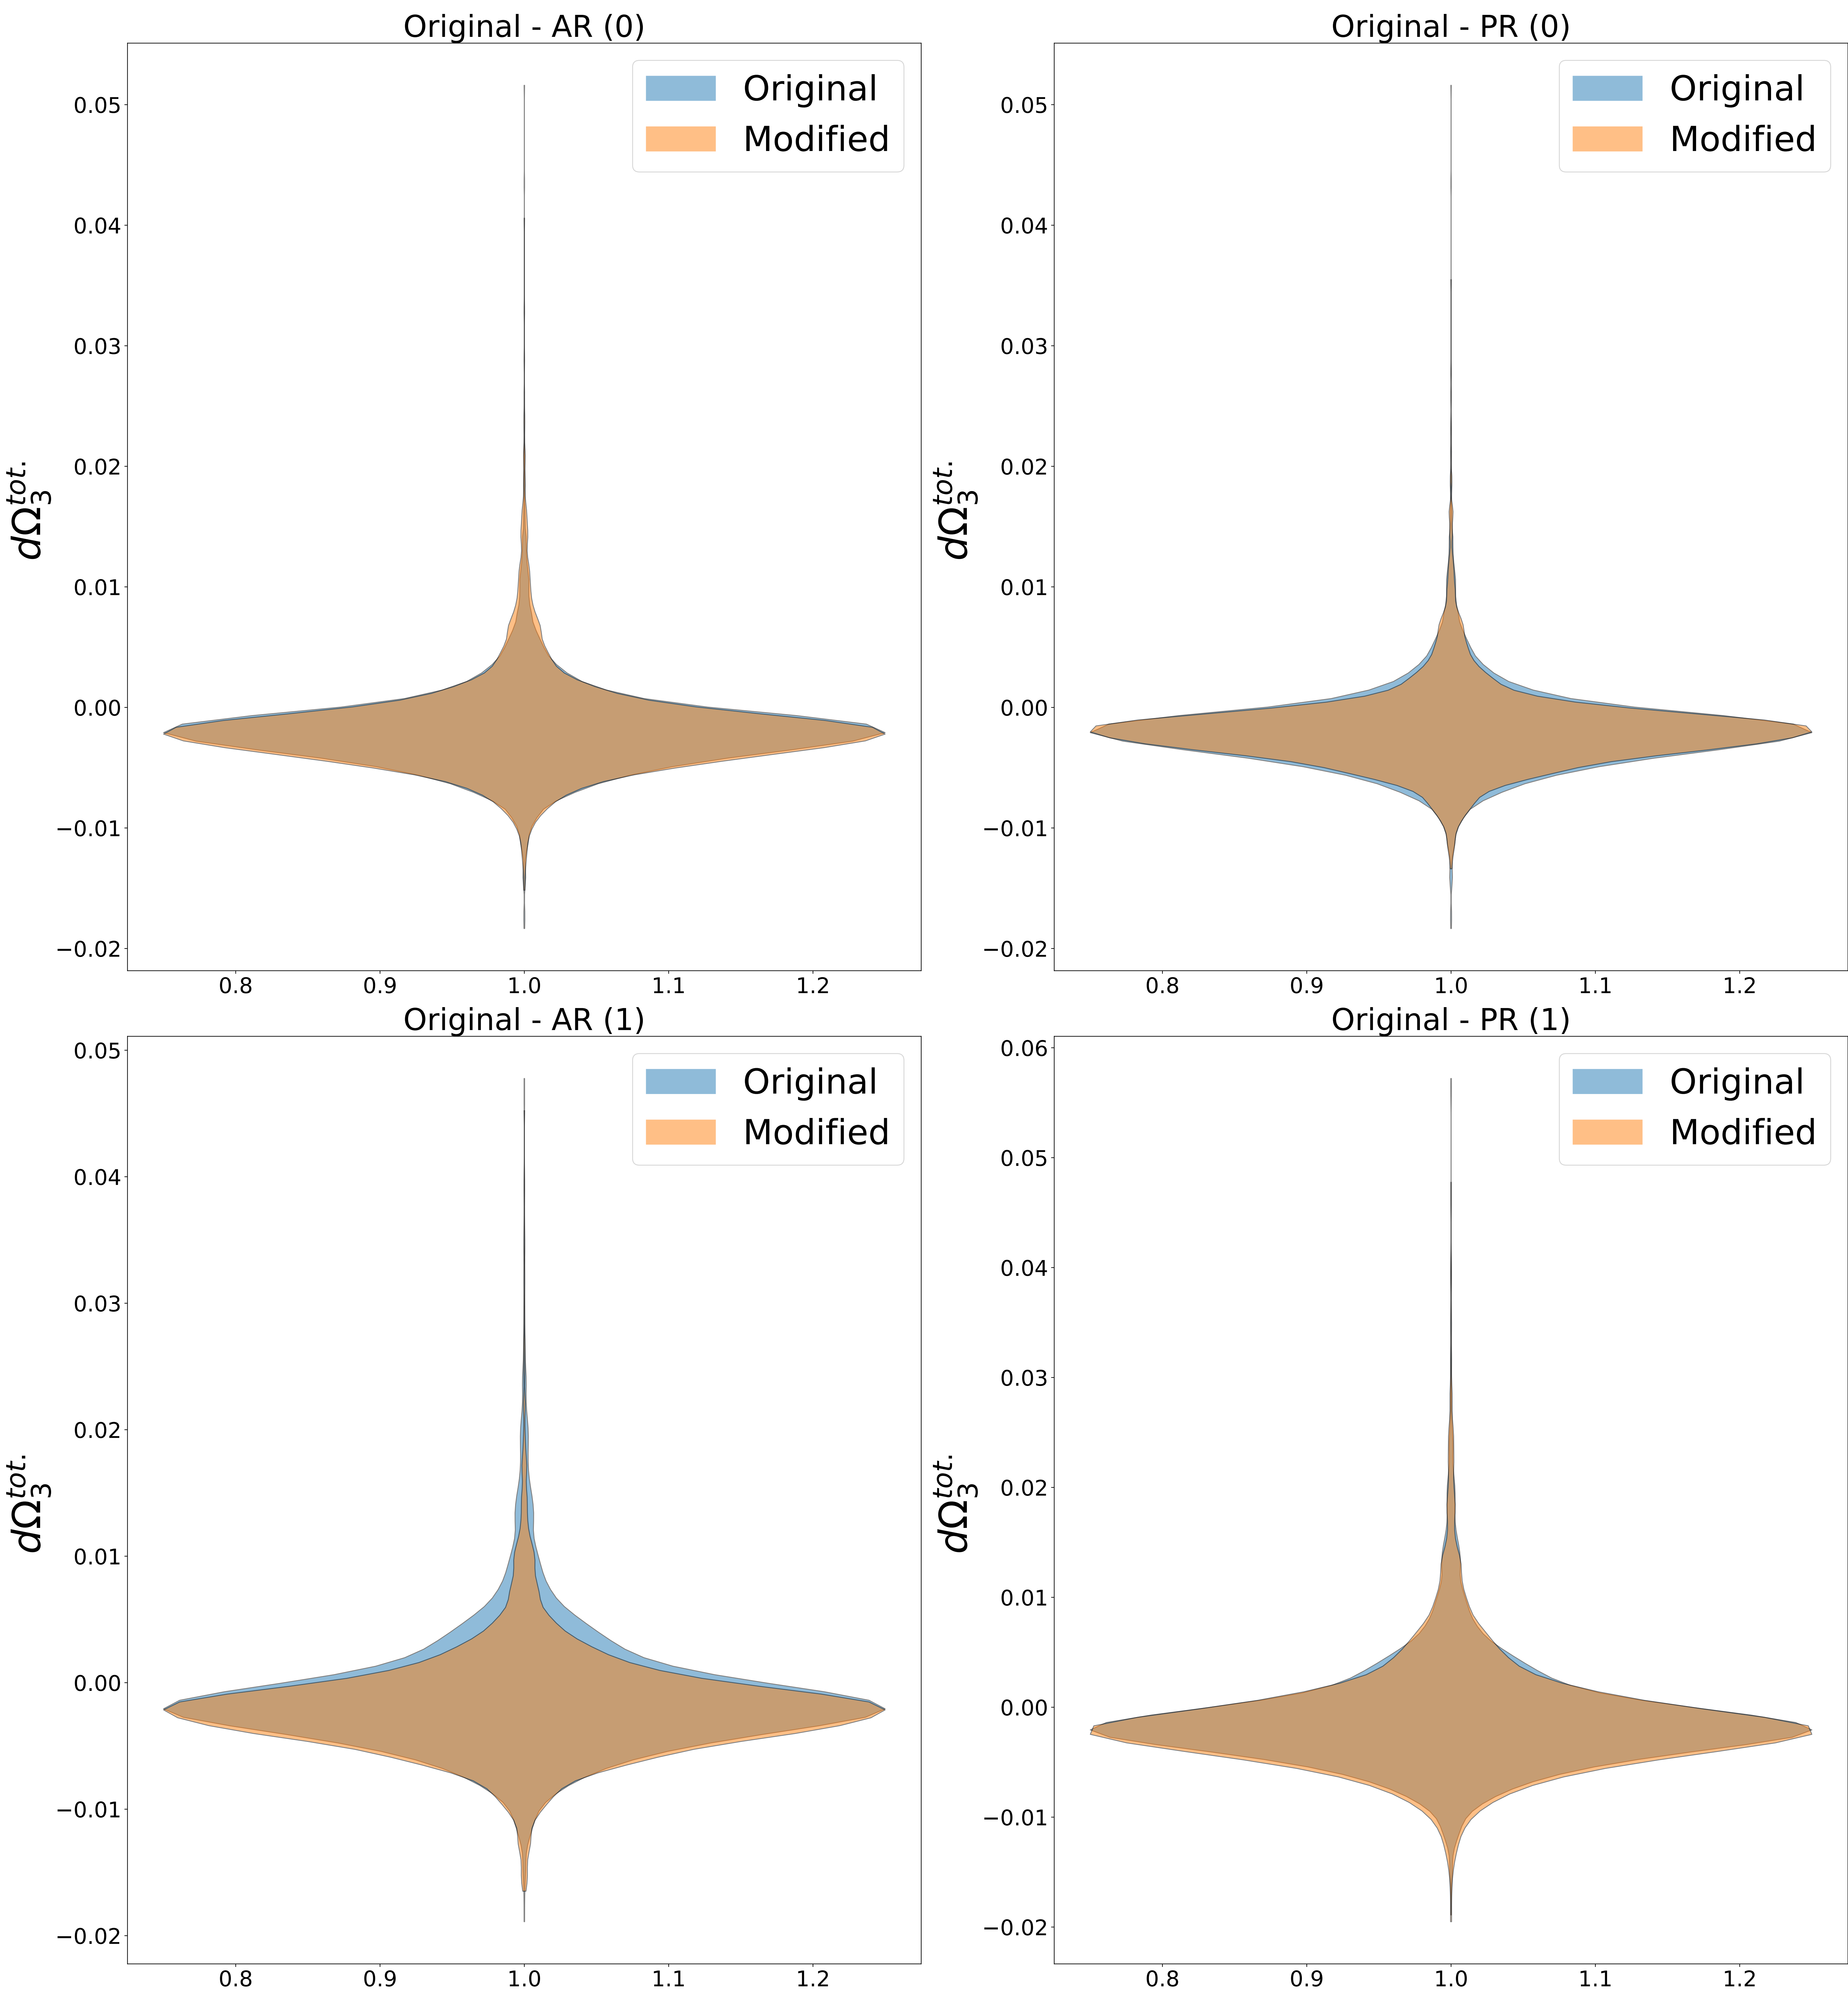 Original - AR (0)
Original
Modified
dΩ₃ᵗᵒᵗ·
0.05
0.04
0.03
0.02
0.01
0.00
−0.01
−0.02
0.8 0.9 1.0 1.1 1.2
Original - PR (0)
Original
Modified
dΩ₃ᵗᵒᵗ·
0.05
0.04
0.03
0.02
0.01
0.00
−0.01
−0.02
0.8 0.9 1.0 1.1 1.2
Original - AR (1)
Original
Modified
dΩ₃ᵗᵒᵗ·
0.05
0.04
0.03
0.02
0.01
0.00
−0.01
−0.02
0.8 0.9 1.0 1.1 1.2
Original - PR (1)
Original
Modified
dΩ₃ᵗᵒᵗ·
0.06
0.05
0.04
0.03
0.02
0.01
0.00
−0.01
−0.02
0.8 0.9 1.0 1.1 1.2